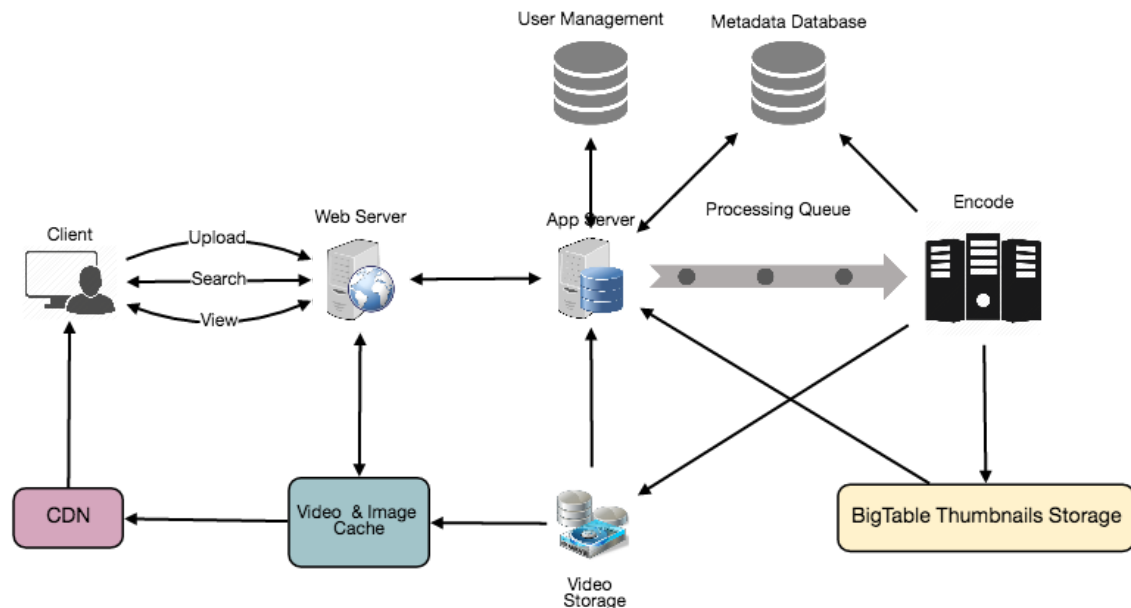 User Management
Metadata Database
Client
Upload
Search
View
Web Server
App Server
Processing Queue
Encode
CDN
Video & Image
Cache
Video
Storage
BigTable Thumbnails Storage